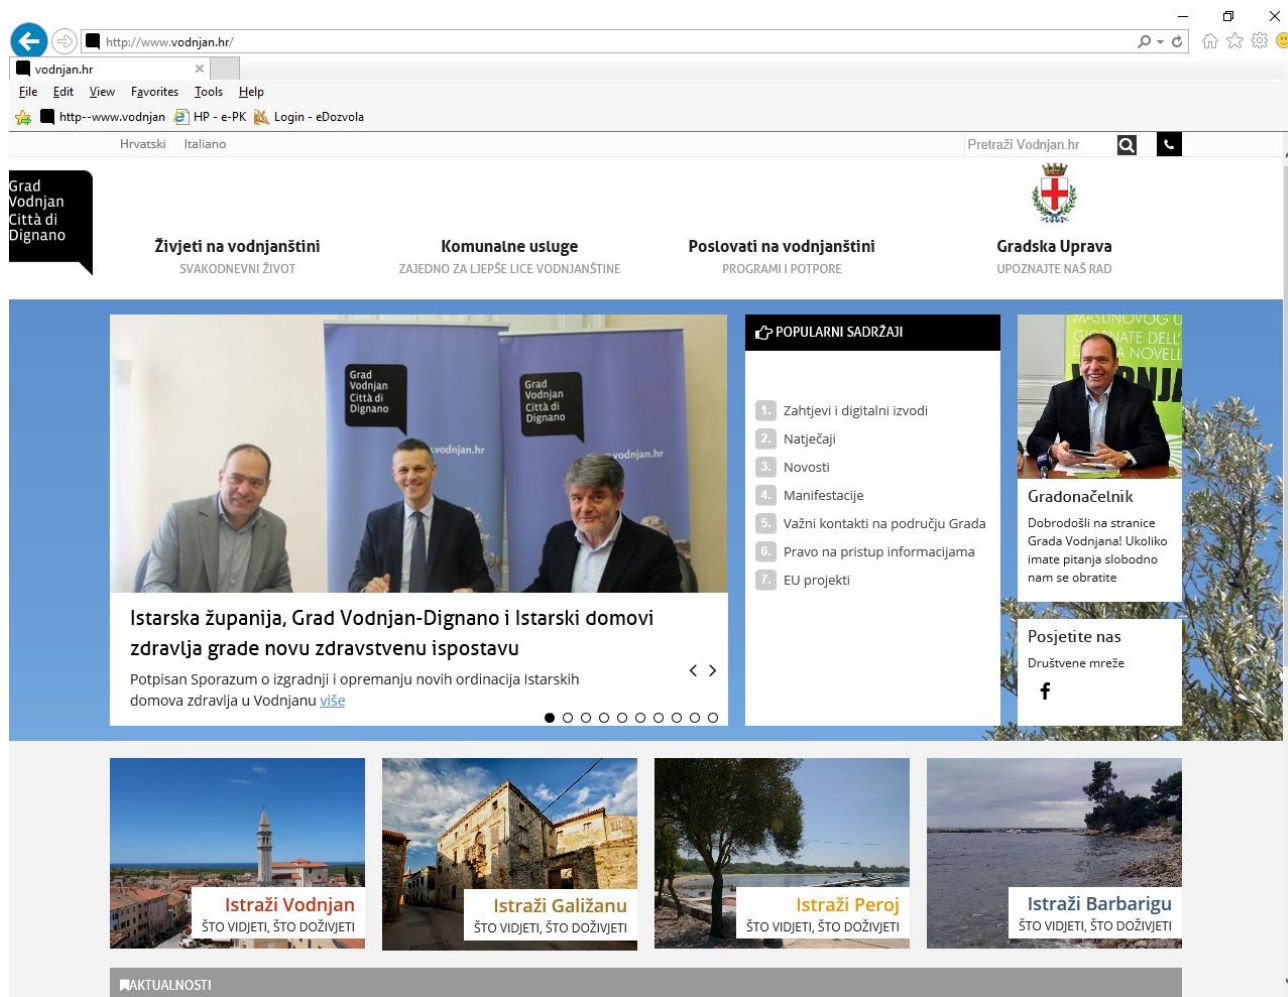 http://www.vodnjan.hr/
vodnjan.hr
File Edit View Favorites Tools Help
http--www.vodnjan HP - e-PK Login - eDozvola
Hrvatski Italiano
Pretraži Vodnjan.hr
Grad
Vodnjan
Città di
Dignano
Živjeti na vodnjanštini
SVAKODNEVNI ŽIVOT
Komunalne usluge
ZAJEDNO ZA LJEPŠE LICE VODNJANŠTINE
Poslovati na vodnjanštini
PROGRAMI I POTPORE
Gradska Uprava
UPOZNAJTE NAŠ RAD
Grad
Vodnjan
Città di
Dignano
vodnjan.hr
Grad
Vodnjan
Città di
Dignano
vodnjan.hr
Istarska županija, Grad Vodnjan-Dignano i Istarski domovi
zdravlja grade novu zdravstvenu ispostavu
Potpisan Sporazum o izgradnji i opremanju novih ordinacija Istarskih
domova zdravlja u Vodnjanu više
POPULARNI SADRŽAJI
1. Zahtjevi i digitalni izvodi
2. Natječaji
3. Novosti
4. Manifestacije
5. Važni kontakti na području Grada
6. Pravo na pristup informacijama
7. EU projekti
MASLINOVOG U
DELL'
NOVELL
Gradonačelnik
Dobrodošli na stranice
Grada Vodnjana! Ukoliko
imate pitanja slobodno
nam se obratite
Posjetite nas
Društvene mreže
Istraži Vodnjan
ŠTO VIDJETI, ŠTO DOŽIVJETI
Istraži Galižanu
ŠTO VIDJETI, ŠTO DOŽIVJETI
Istraži Peroj
ŠTO VIDJETI, ŠTO DOŽIVJETI
Istraži Barbarigu
ŠTO VIDJETI, ŠTO DOŽIVJETI
AKTUALNOSTI